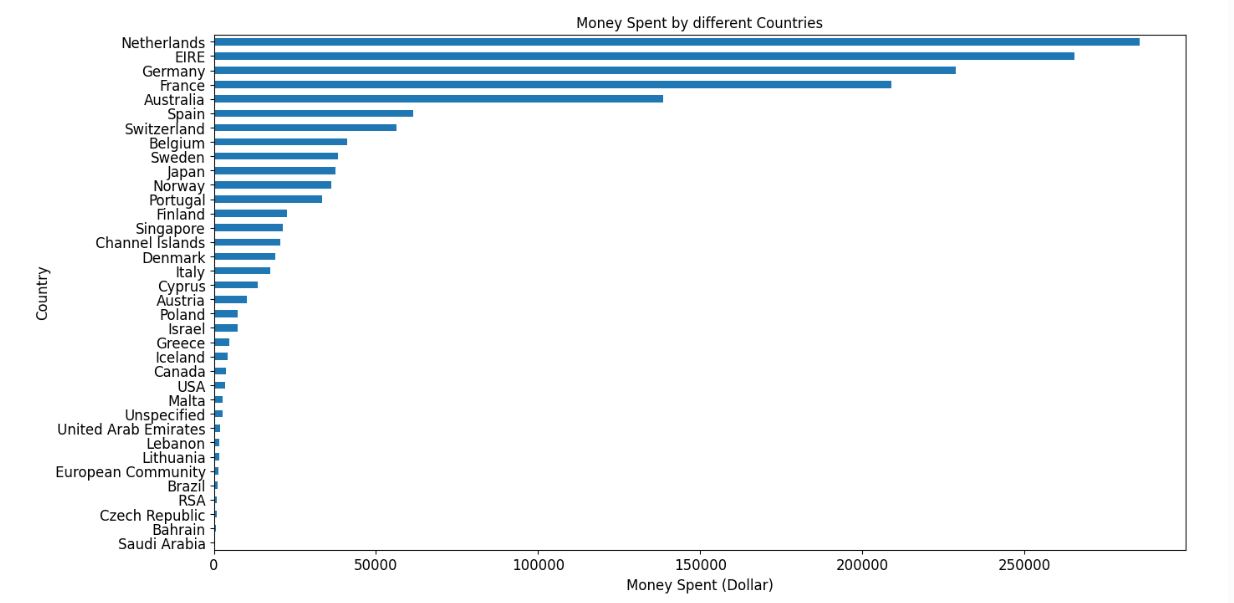 Money Spent by different Countries
Netherlands
EIRE
Germany
France
Australia
Spain
Switzerland
Belgium
Sweden
Japan
Norway
Portugal
Finland
Singapore
Channel Islands
Denmark
Italy
Cyprus
Austria
Poland
Israel
Greece
Iceland
Canada
USA
Malta
Unspecified
United Arab Emirates
Lebanon
Lithuania
European Community
Brazil
RSA
Czech Republic
Bahrain
Saudi Arabia
Country
0 50000 100000 150000 200000 250000
Money Spent (Dollar)